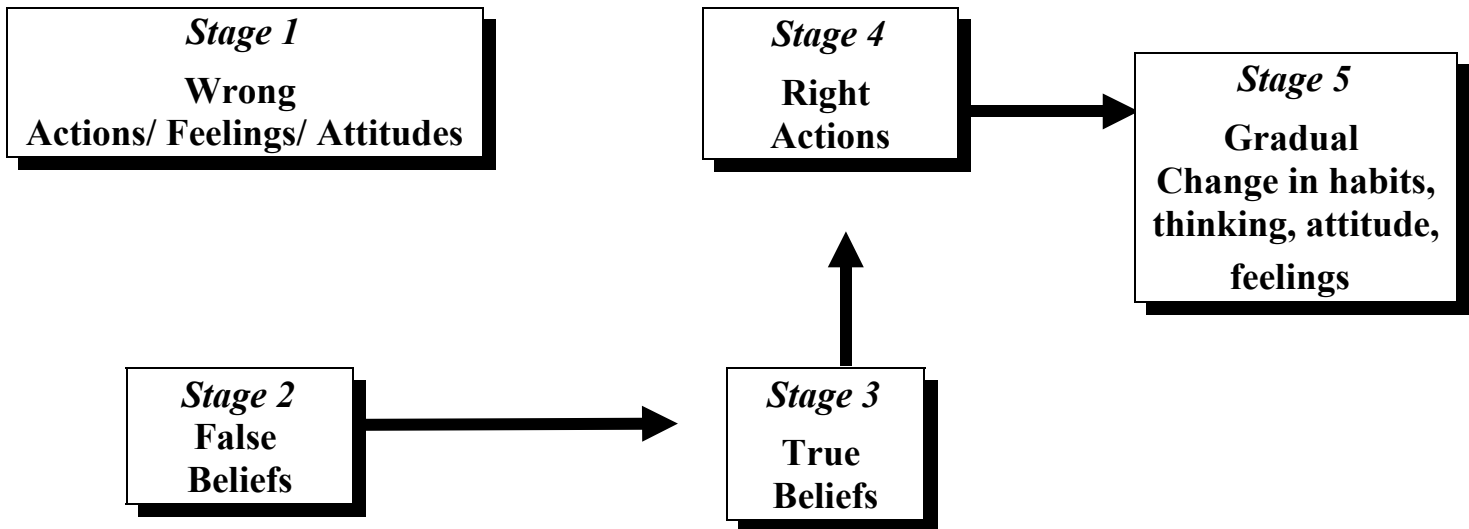 Stage 1
Wrong
Actions/ Feelings/ Attitudes
Stage 2
False
Beliefs
Stage 3
True
Beliefs
Stage 4
Right
Actions
Stage 5
Gradual
Change in habits,
thinking, attitude,
feelings